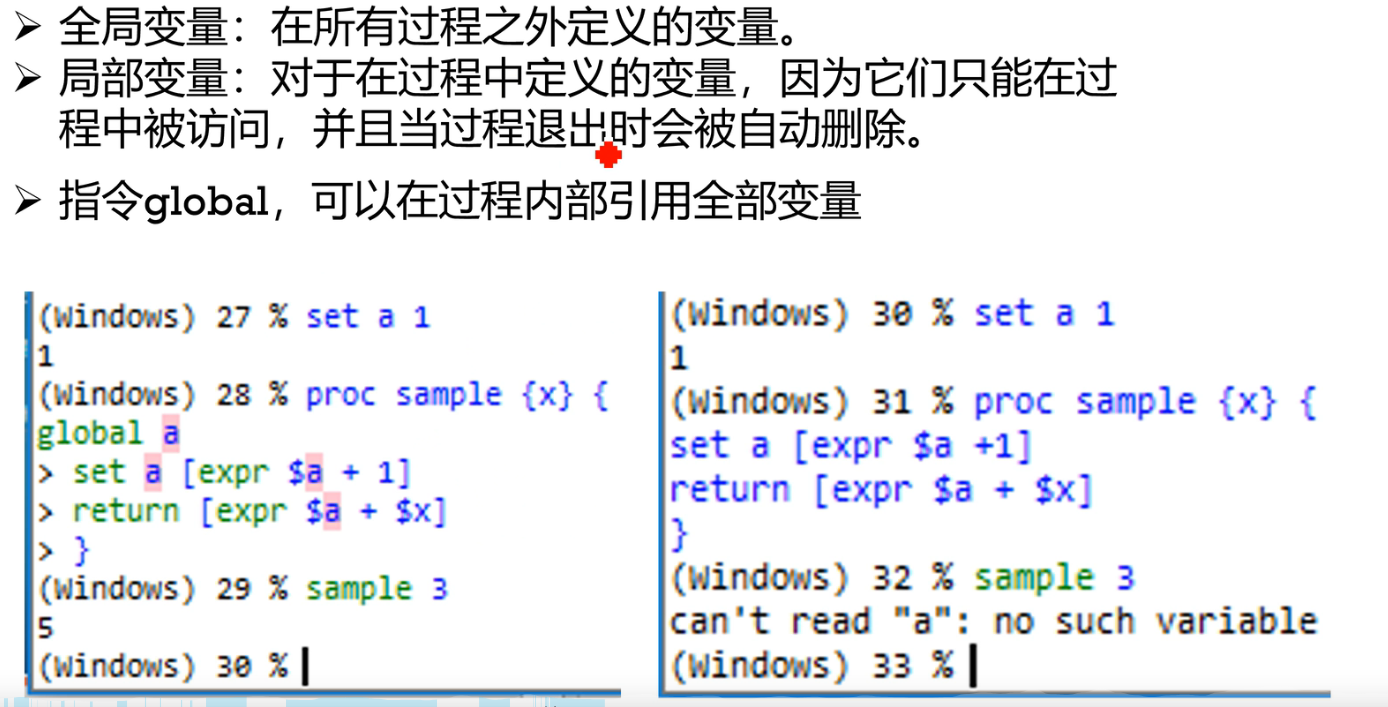 ➢ 全局变量：在所有过程之外定义的变量。
➢ 局部变量：对于在过程中定义的变量，因为它们只能在过
程中被访问，并且当过程退出时会被自动删除。
➢ 指令global，可以在过程内部引用全部变量
(Windows) 27 % set a 1
1
(Windows) 28 % proc sample {x} {
global a
> set a [expr $a + 1]
> return [expr $a + $x]
> }
(Windows) 29 % sample 3
5
(Windows) 30 %
(Windows) 30 % set a 1
1
(Windows) 31 % proc sample {x} {
set a [expr $a +1]
return [expr $a + $x]
}
(Windows) 32 % sample 3
can't read "a": no such variable
(Windows) 33 %